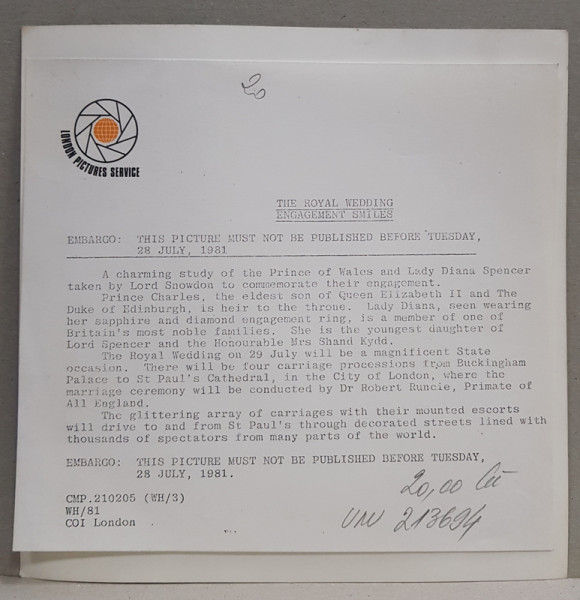 20
LONDON PICTURES SERVICE
THE ROYAL WEDDING
ENGAGEMENT SMILES
EMBARGO: THIS PICTURE MUST NOT BE PUBLISHED BEFORE TUESDAY,
28 JULY, 1981
A charming study of the Prince of Wales and Lady Diana Spencer
taken by Lord Snowdon to commemorate their engagement.
Prince Charles, the eldest son of Queen Elizabeth II and The
Duke of Edinburgh, is heir to the throne. Lady Diana, seen wearing
her sapphire and diamond engagement ring, is a member of one of
Britain's most noble families. She is the youngest daughter of
Lord Spencer and the Honourable Mrs Shand Kydd.
The Royal Wedding on 29 July will be a magnificent State
occasion. There will be four carriage processions from Buckingham
Palace to St Paul's Cathedral, in the City of London, where the
marriage ceremony will be conducted by Dr Robert Runcie, Primate of
All England.
The glittering array of carriages with their mounted escorts
will drive to and from St Paul's through decorated streets lined with
thousands of spectators from many parts of the world.
EMBARGO: THIS PICTURE MUST NOT BE PUBLISHED BEFORE TUESDAY,
28 JULY, 1981.
20,00
CMP.210205 (WH/3)
WH/81
213694
COI London